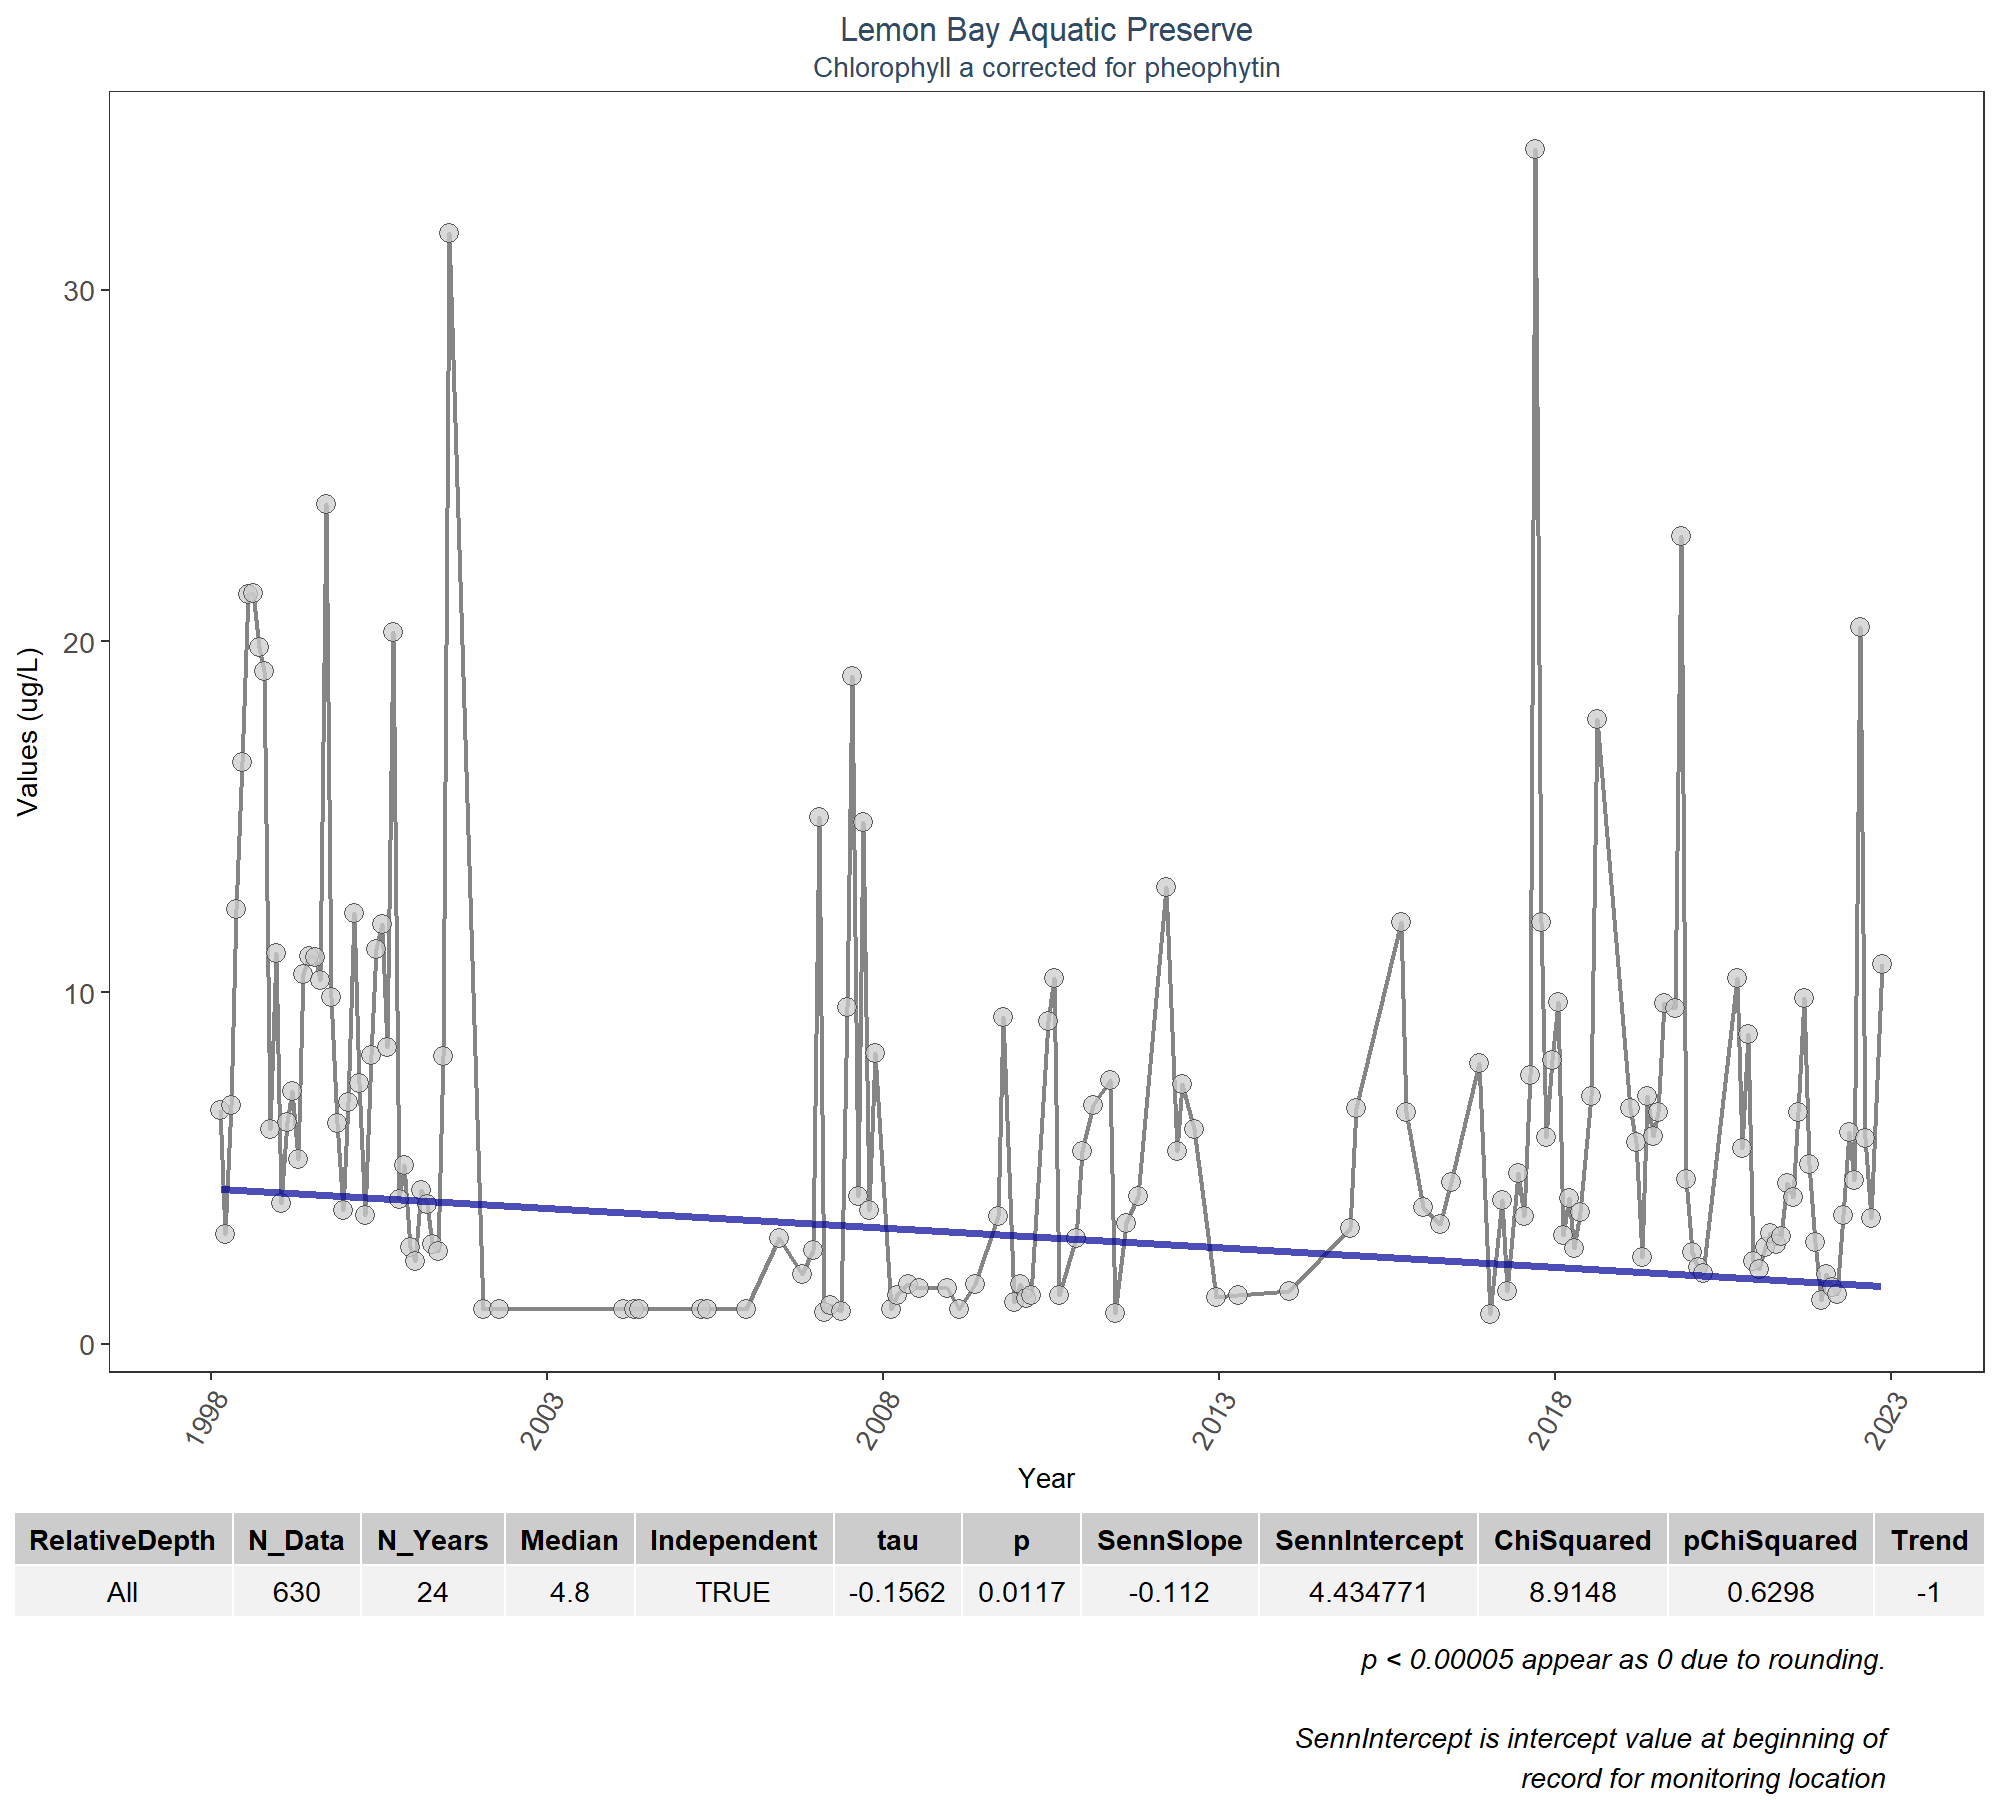 Lemon Bay Aquatic Preserve
Chlorophyll a corrected for pheophytin
Values (ug/L)
30
20
10
0
1998 2003 2008 2013 2018 2023
Year
RelativeDepth N_Data N_Years Median Independent tau p SennSlope SennIntercept ChiSquared pChiSquared Trend
All 630 24 4.8 TRUE -0.1562 0.0117 -0.112 4.434771 8.9148 0.6298 -1
p < 0.00005 appear as 0 due to rounding.
SennIntercept is intercept value at beginning of
record for monitoring location